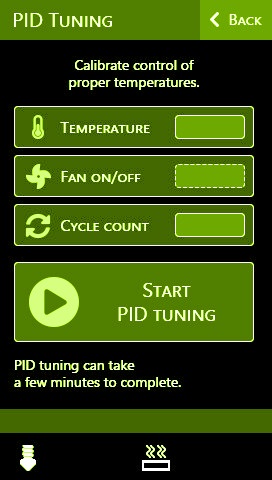 PID Tuning
Back
Calibrate control of
proper temperatures.
Temperature
Fan on/off
Cycle count
Start
PID tuning
PID tuning can take
a few minutes to complete.